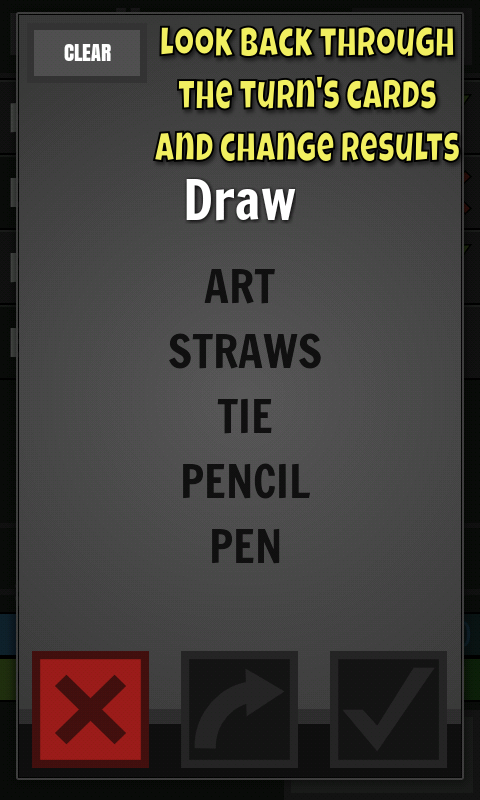 CLEAR
LOOK BACK THROUGH
THE TURN'S CARDS
AND CHANGE RESULTS
Draw
ART
STRAWS
TIE
PENCIL
PEN